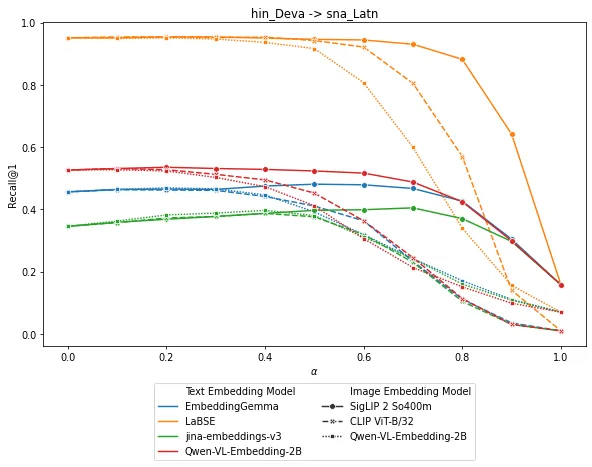 hin_Deva -> sna_Latn
1.0
0.8
0.6
0.4
0.2
0.0
Recall@1
0.0 0.2 0.4 0.6 0.8 1.0
α
Text Embedding Model
EmbeddingGemma
LaBSE
jina-embeddings-v3
Qwen-VL-Embedding-2B
Image Embedding Model
SigLIP 2 So400m
CLIP ViT-B/32
Qwen-VL-Embedding-2B